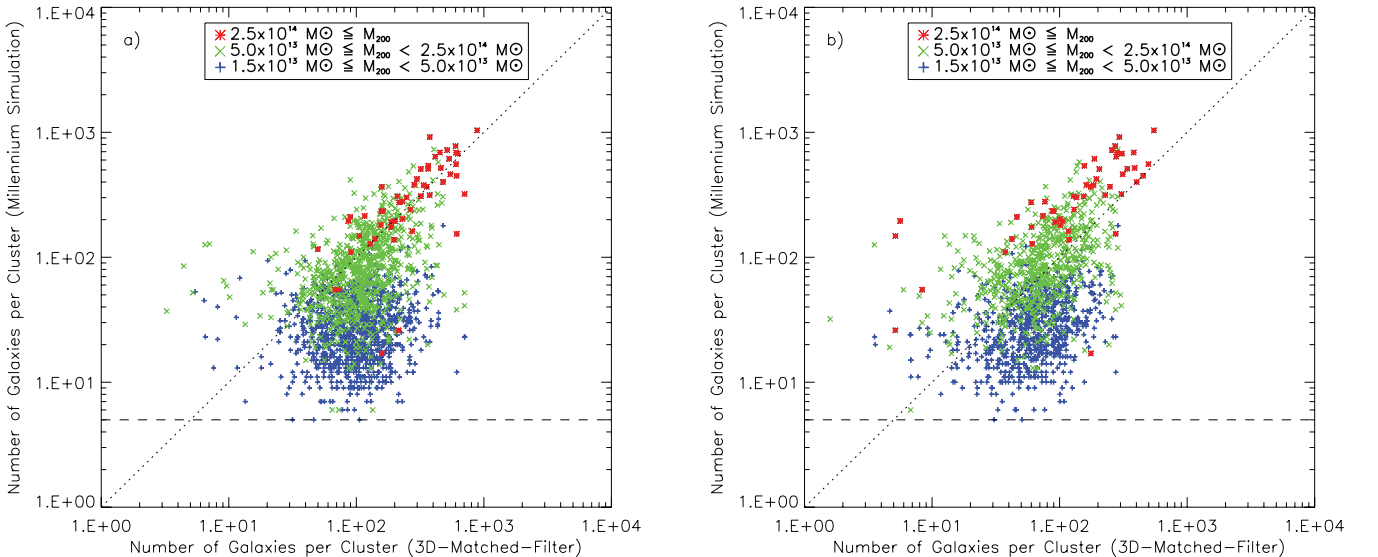 a)
2.5x10¹⁴ M⊙ ≦ M₂₀₀
5.0x10¹³ M⊙ ≦ M₂₀₀ < 2.5x10¹⁴ M⊙
1.5x10¹³ M⊙ ≦ M₂₀₀ < 5.0x10¹³ M⊙
Number of Galaxies per Cluster (Millennium Simulation)
1.E+04
1.E+03
1.E+02
1.E+01
1.E+00
1.E+00 1.E+01 1.E+02 1.E+03 1.E+04
Number of Galaxies per Cluster (3D-Matched-Filter)
b)
2.5x10¹⁴ M⊙ ≦ M₂₀₀
5.0x10¹³ M⊙ ≦ M₂₀₀ < 2.5x10¹⁴ M⊙
1.5x10¹³ M⊙ ≦ M₂₀₀ < 5.0x10¹³ M⊙
Number of Galaxies per Cluster (Millennium Simulation)
1.E+04
1.E+03
1.E+02
1.E+01
1.E+00
1.E+00 1.E+01 1.E+02 1.E+03 1.E+04
Number of Galaxies per Cluster (3D-Matched-Filter)